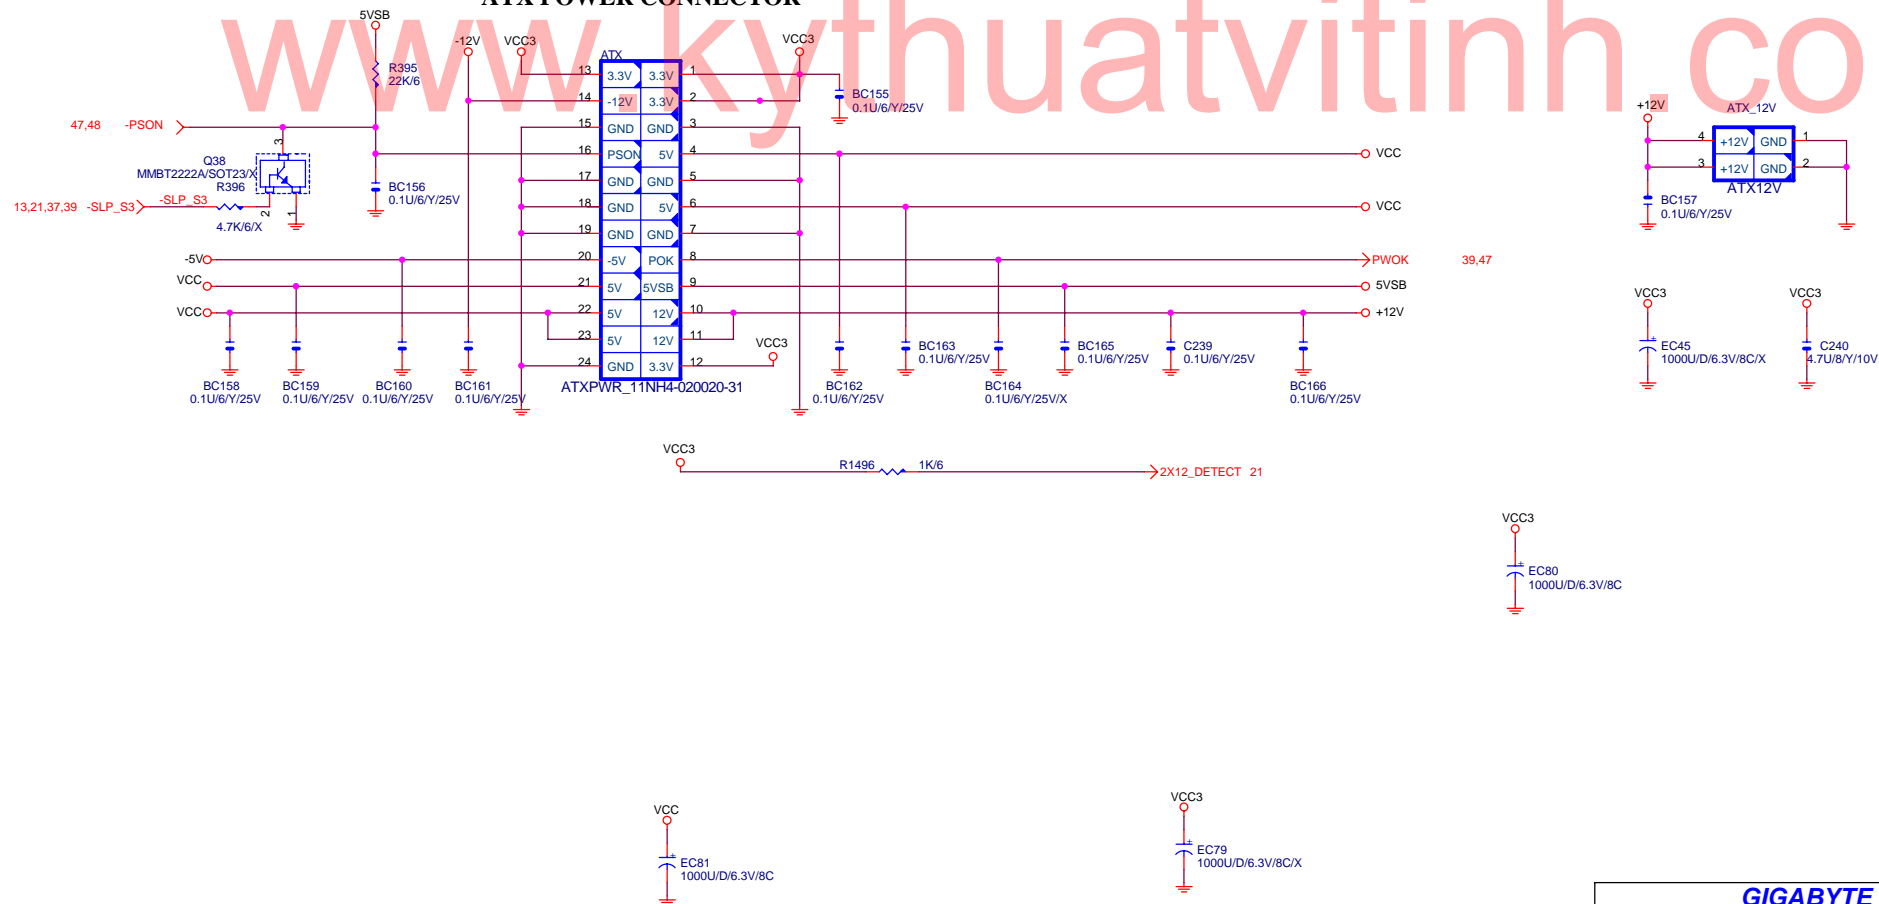 ATX POWER CONNECTOR
www.kythuatvitinh.co
5VSB
R395
22K/6
-12V
VCC3
ATX
VCC3
BC155
0.1U/6/Y/25V
47,48 -PSON
Q38
MMBT2222A/SOT23/X
R396
13,21,37,39 -SLP_S3
-SLP_S3
4.7K/6/X
3
2
1
BC156
0.1U/6/Y/25V
13 3.3V 3.3V 1
14 -12V 3.3V 2
15 GND GND 3
16 PSON 5V 4
17 GND GND 5
18 GND 5V 6
19 GND GND 7
20 -5V POK 8
21 5V 5VSB 9
22 5V 12V 10
23 5V 12V 11
24 GND 3.3V 12
ATXPWR_11NH4-020020-31
-5V
VCC
VCC
VCC
VCC
PWOK 39,47
5VSB
+12V
VCC3
BC158
0.1U/6/Y/25V
BC159
0.1U/6/Y/25V
BC160
0.1U/6/Y/25V
BC161
0.1U/6/Y/25V
BC162
0.1U/6/Y/25V
BC163
0.1U/6/Y/25V
BC164
0.1U/6/Y/25V/X
BC165
0.1U/6/Y/25V
C239
0.1U/6/Y/25V
BC166
0.1U/6/Y/25V
+12V
ATX_12V
4 +12V GND 1
3 +12V GND 2
ATX12V
BC157
0.1U/6/Y/25V
VCC3
EC45
1000U/D/6.3V/8C/X
VCC3
C240
4.7U/8/Y/10V
VCC3
R1496 1K/6
2X12_DETECT 21
VCC3
EC80
1000U/D/6.3V/8C
VCC
EC81
1000U/D/6.3V/8C
VCC3
EC79
1000U/D/6.3V/8C/X
GIGABYTE